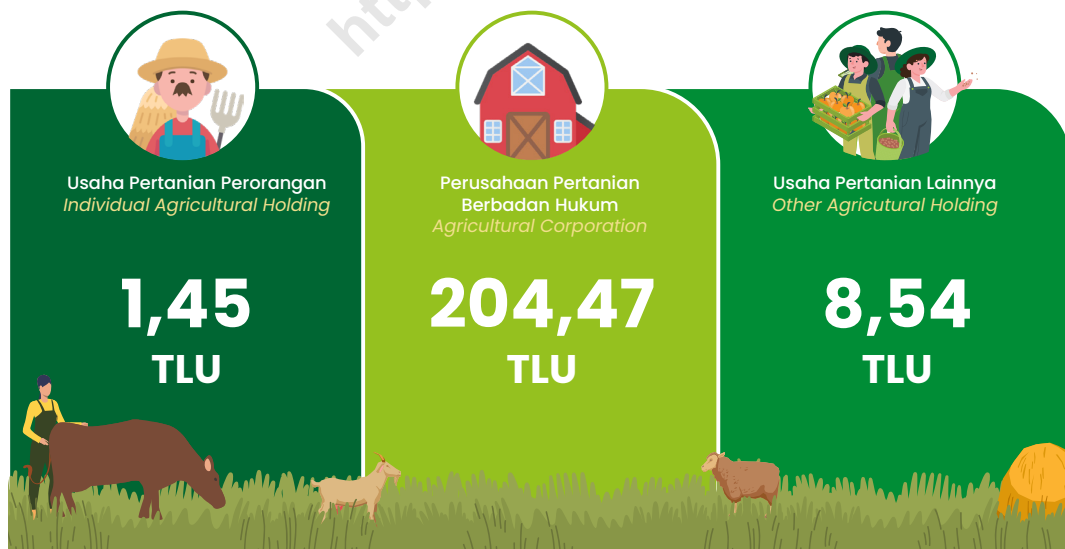 Usaha Pertanian Perorangan
Individual Agricultural Holding
1,45
TLU
Perusahaan Pertanian
Berbadan Hukum
Agricultural Corporation
204,47
TLU
Usaha Pertanian Lainnya
Other Agricutural Holding
8,54
TLU